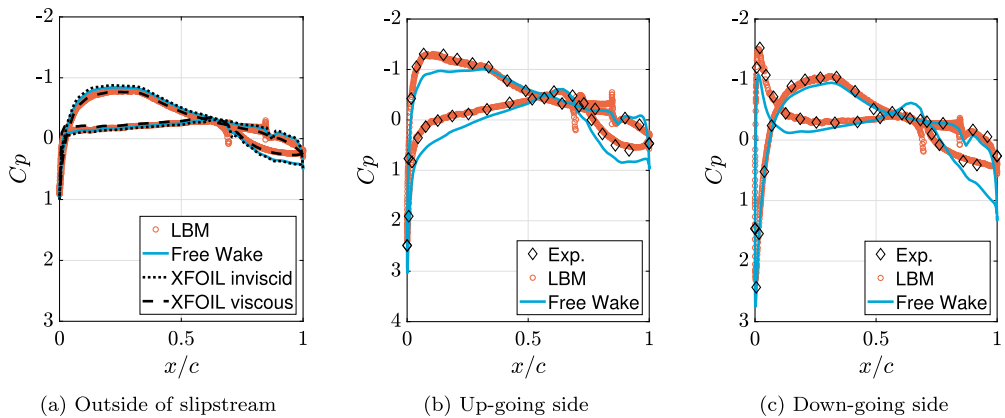 -2
-1
0
1
2
3
Cp
0
0.5
1
x/c
LBM
Free Wake
XFOIL inviscid
XFOIL viscous
(a) Outside of slipstream
-2
-1
0
1
2
3
4
Cp
0
0.5
1
x/c
Exp.
LBM
Free Wake
(b) Up-going side
-2
-1
0
1
2
3
Cp
0
0.5
1
x/c
Exp.
LBM
Free Wake
(c) Down-going side